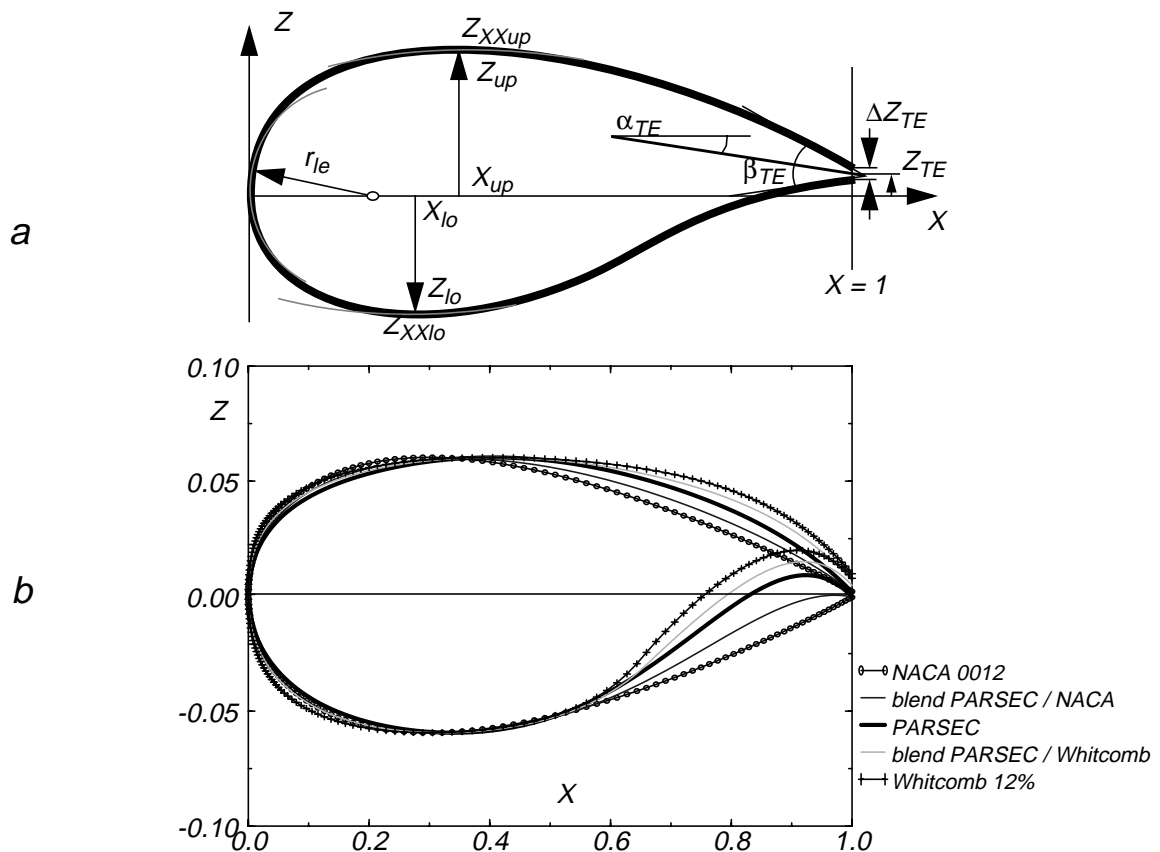 a
Z
Z_XXup
Z_up
α_TE
ΔZ_TE
r_le
X_up
β_TE
Z_TE
X_lo
X
Z_lo
X = 1
Z_XXlo
b
0.10
Z
0.05
0.00
-0.05
-0.10
X
0.0 0.2 0.4 0.6 0.8 1.0
NACA 0012
blend PARSEC / NACA
PARSEC
blend PARSEC / Whitcomb
Whitcomb 12%